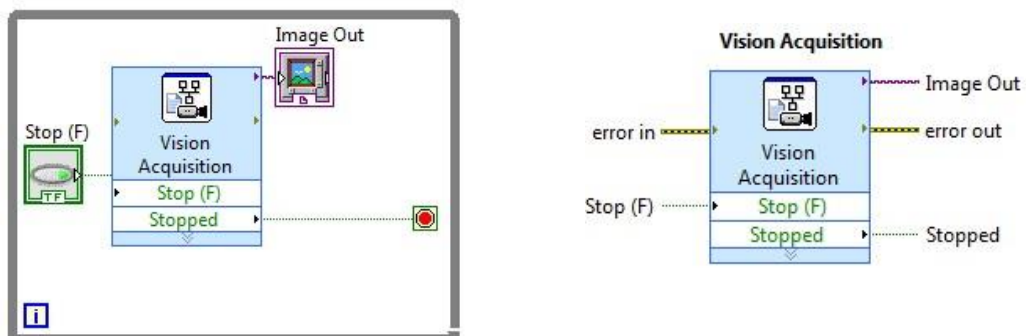 Image Out
Stop (F)
TF
Vision
Acquisition
Stop (F)
Stopped
i
Vision Acquisition
error in
Stop (F)
Vision
Acquisition
Stop (F)
Stopped
Image Out
error out
Stopped